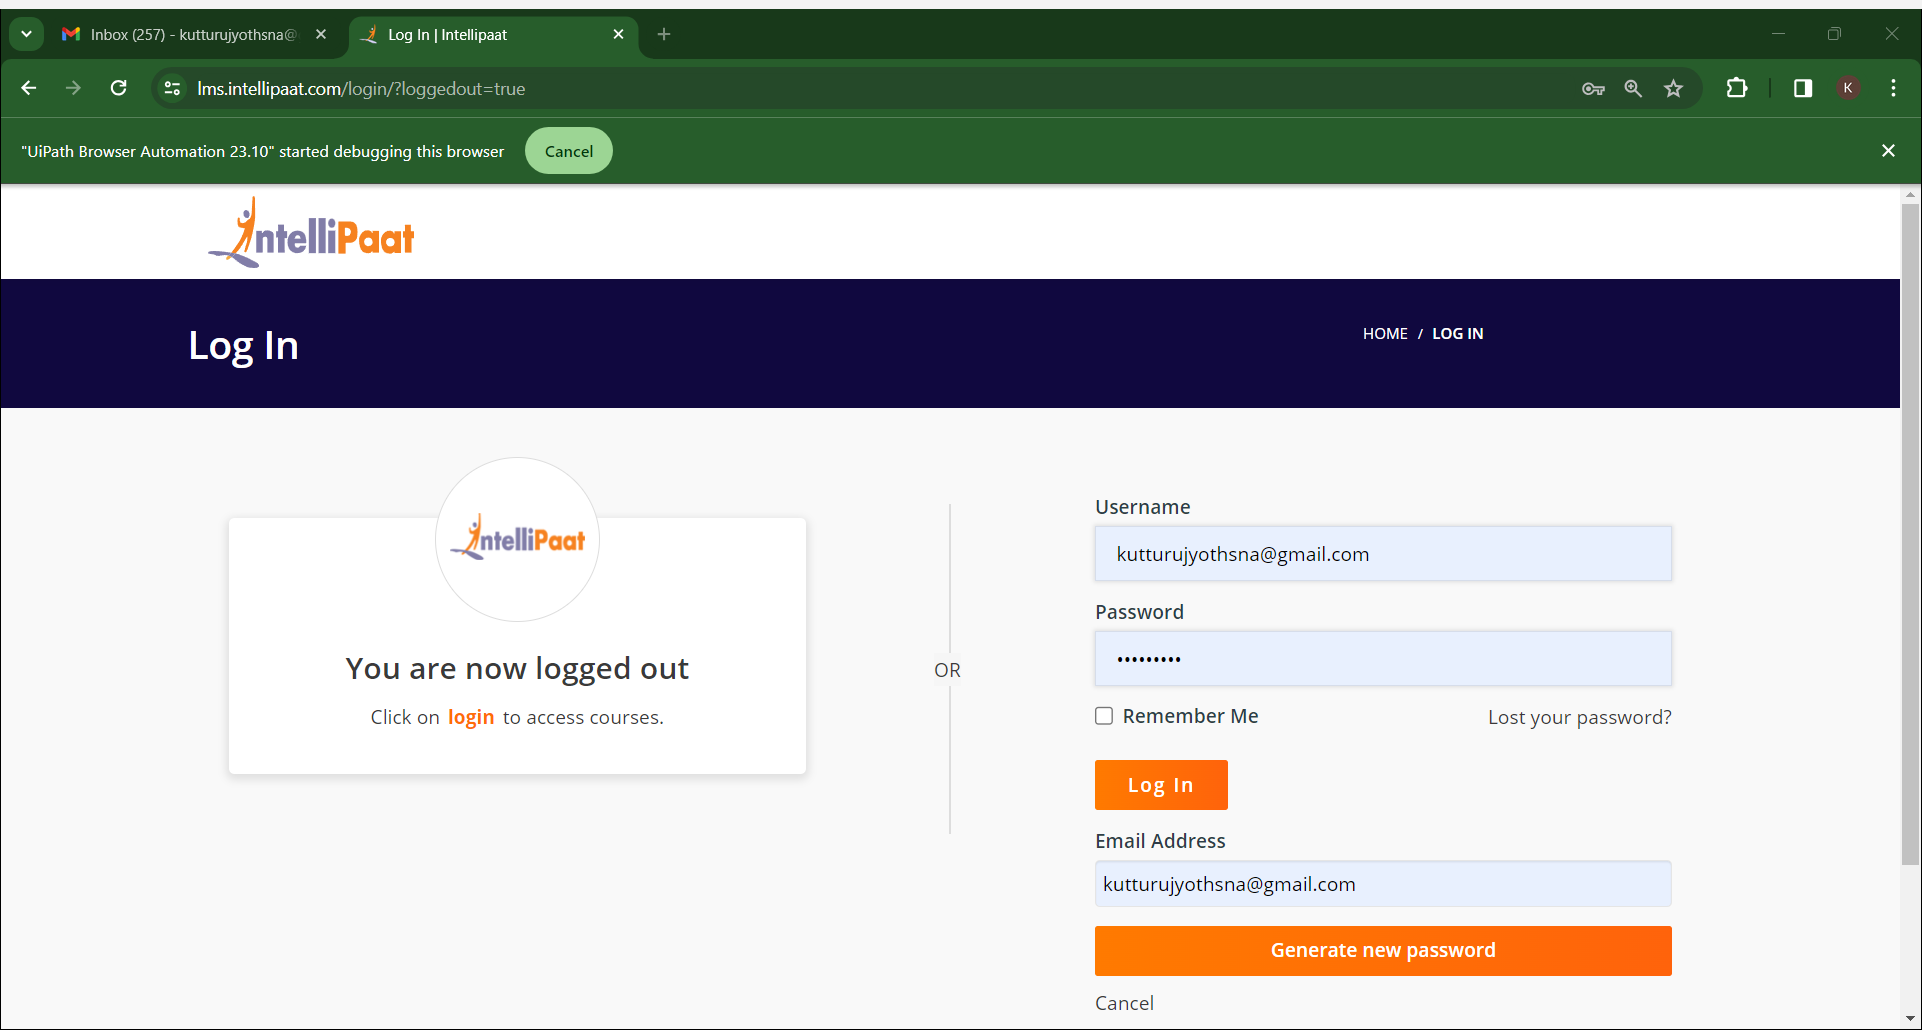 Inbox (257) - kutturujyothsna@
Log In | Intellipaat
lms.intellipaat.com/login/?loggedout=true
K
"UiPath Browser Automation 23.10" started debugging this browser
Cancel
IntelliPaat
Log In
HOME / LOG IN
IntelliPaat
You are now logged out
Click on login to access courses.
OR
Username
kutturujyothsna@gmail.com
Password
•••••••••
Remember Me
Lost your password?
Log In
Email Address
kutturujyothsna@gmail.com
Generate new password
Cancel